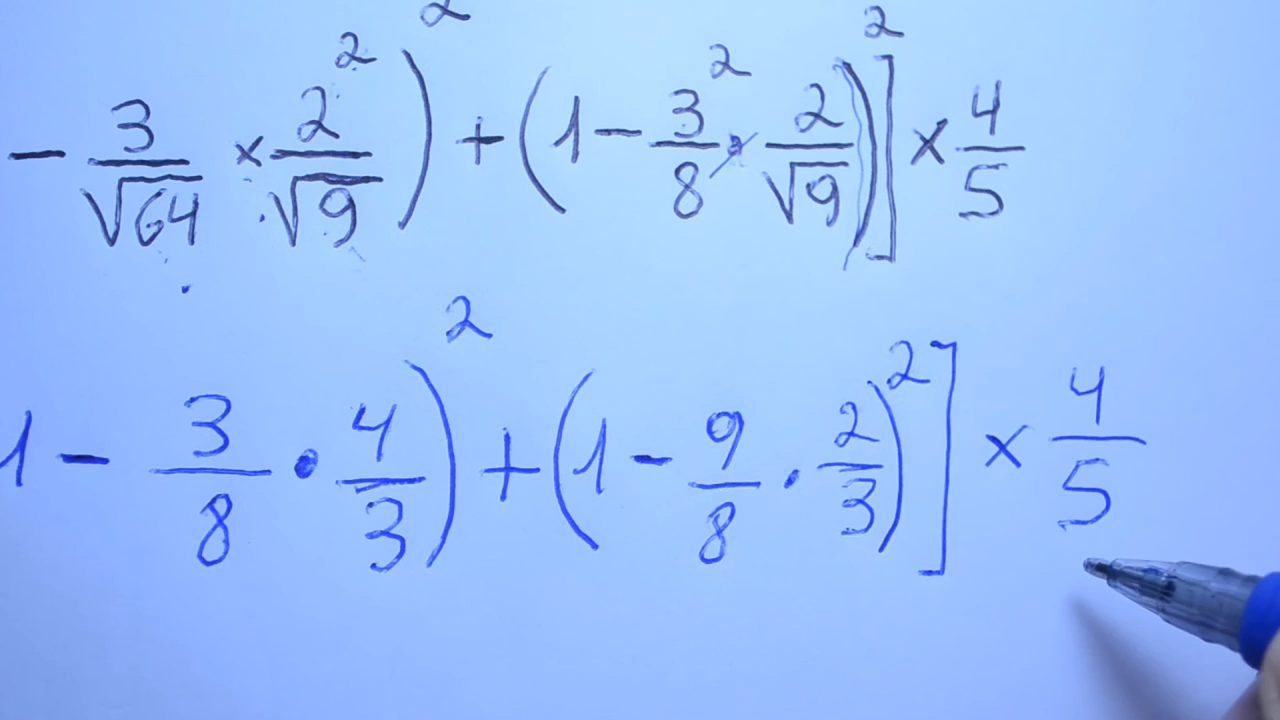 - 3/√64 × 2²/√9)² + (1 - 3²/8 · 2/√9)]² × 4/5
1 - 3/8 · 4/3)² + (1 - 9/8 · 2/3)²] × 4/5